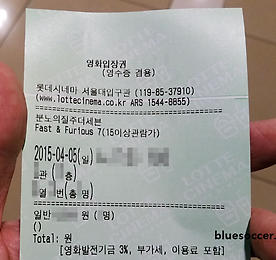 영화입장권
(영수증 겸용)
롯데시네마 서울대입구관 (119-85-37910)
(www.lottecinema.co.kr ARS 1544-8855)
분노의질주더세븐
Fast & Furious 7(15이상관람가)
2015-04-05(일)
관( 층)
열 번(총 명)
일반 원 ( 명)
()
Total: 원
[영화발전기금 3%, 부가세, 이용료 포함]
bluesoccer.